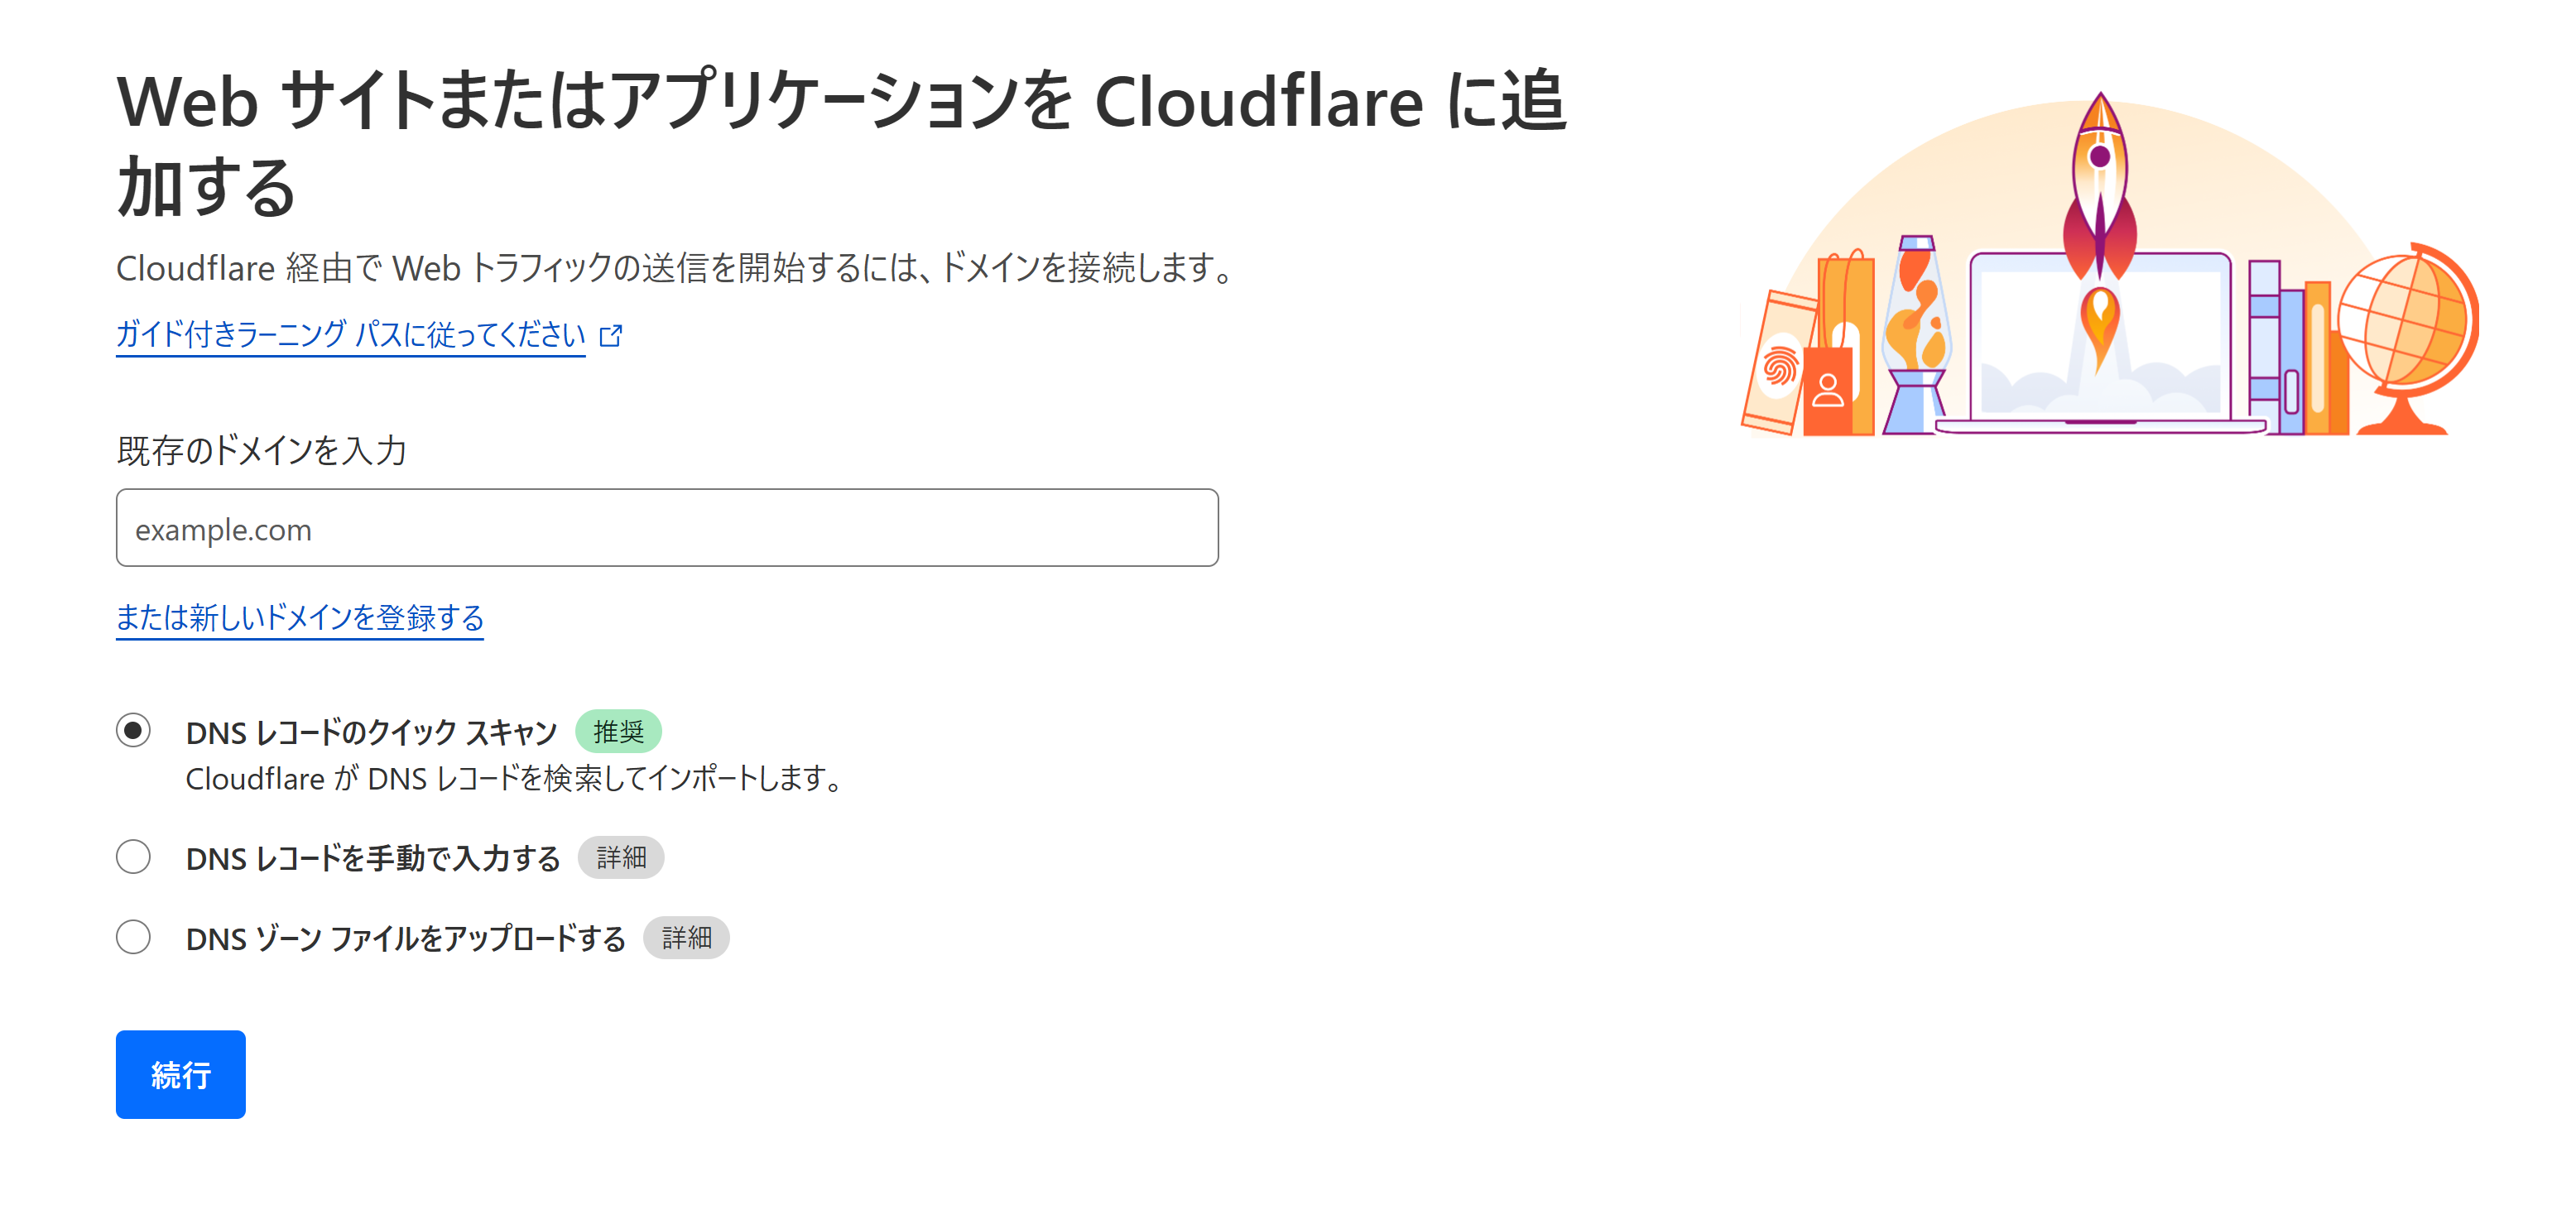 Web サイトまたはアプリケーションを Cloudflare に追
加する
Cloudflare 経由で Web トラフィックの送信を開始するには、ドメインを接続します。
ガイド付きラーニング パスに従ってください
既存のドメインを入力
example.com
または新しいドメインを登録する
DNS レコードのクイック スキャン 推奨
Cloudflare が DNS レコードを検索してインポートします。
DNS レコードを手動で入力する 詳細
DNS ゾーン ファイルをアップロードする 詳細
続行